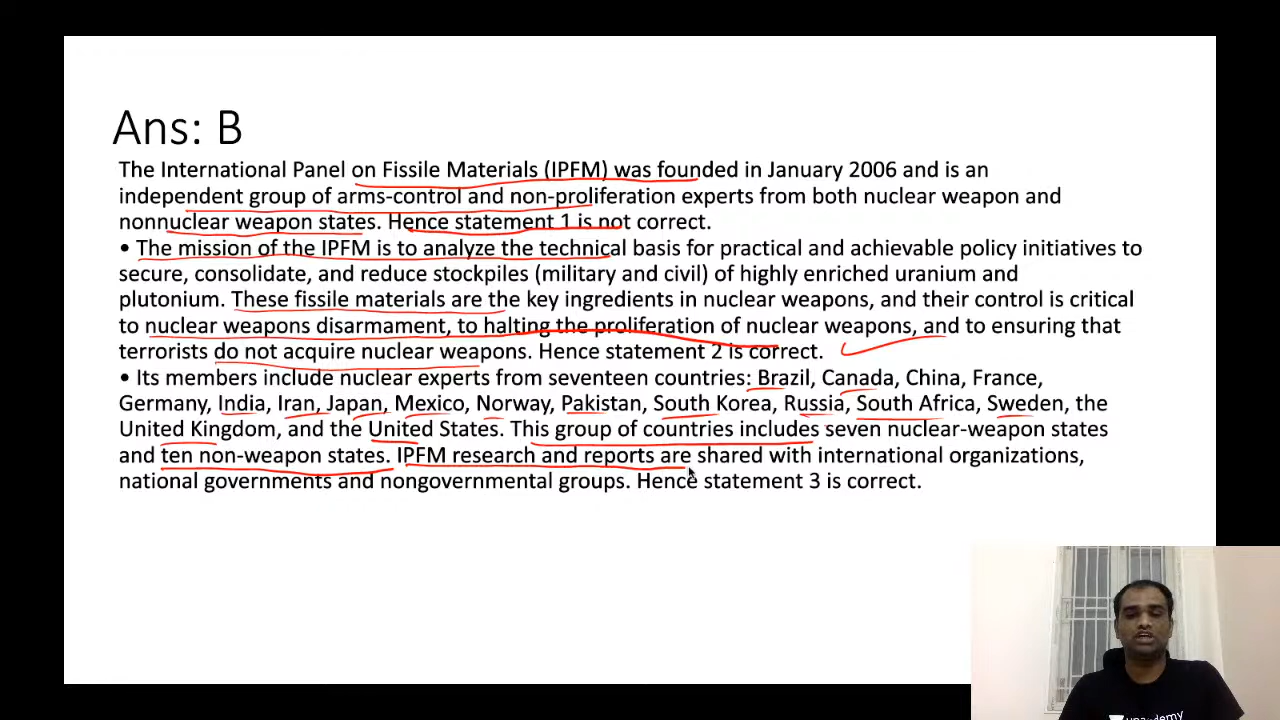 Ans: B
The International Panel on Fissile Materials (IPFM) was founded in January 2006 and is an
independent group of arms-control and non-proliferation experts from both nuclear weapon and
nonnuclear weapon states. Hence statement 1 is not correct.
• The mission of the IPFM is to analyze the technical basis for practical and achievable policy initiatives to
secure, consolidate, and reduce stockpiles (military and civil) of highly enriched uranium and
plutonium. These fissile materials are the key ingredients in nuclear weapons, and their control is critical
to nuclear weapons disarmament, to halting the proliferation of nuclear weapons, and to ensuring that
terrorists do not acquire nuclear weapons. Hence statement 2 is correct.
• Its members include nuclear experts from seventeen countries: Brazil, Canada, China, France,
Germany, India, Iran, Japan, Mexico, Norway, Pakistan, South Korea, Russia, South Africa, Sweden, the
United Kingdom, and the United States. This group of countries includes seven nuclear-weapon states
and ten non-weapon states. IPFM research and reports are shared with international organizations,
national governments and nongovernmental groups. Hence statement 3 is correct.